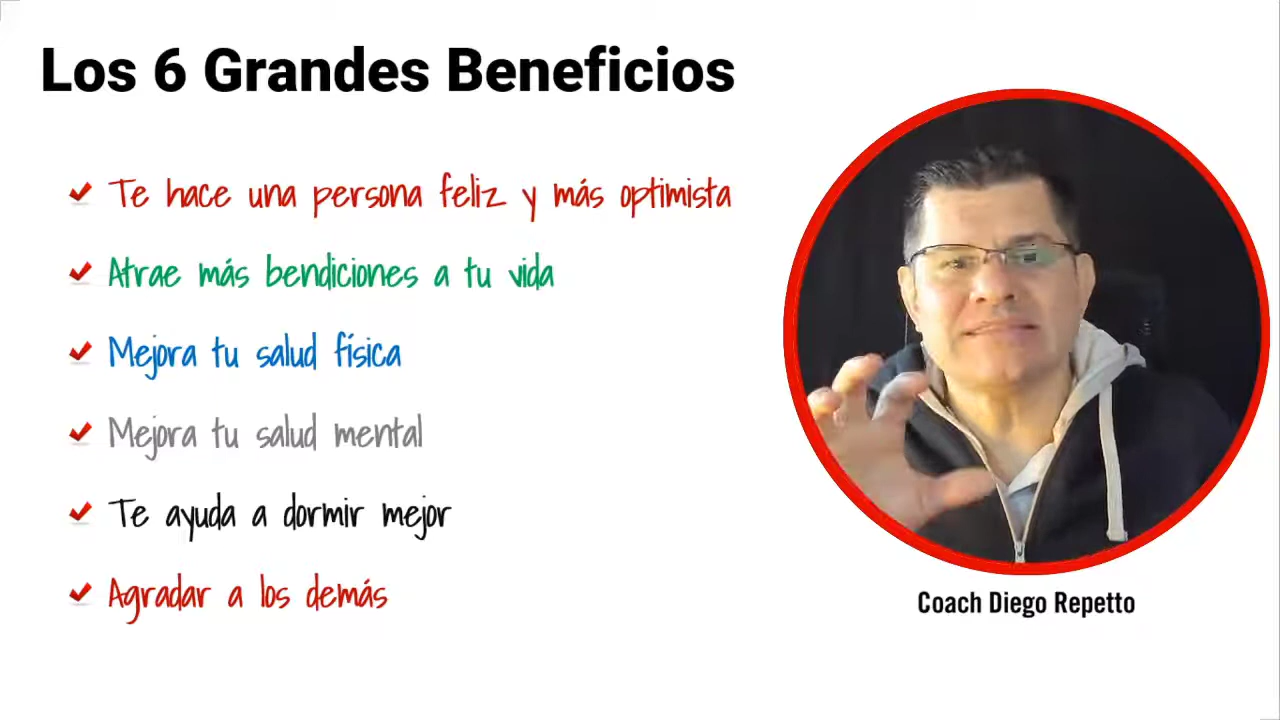 Los 6 Grandes Beneficios
Te hace una persona feliz y más optimista
Atrae más bendiciones a tu vida
Mejora tu salud física
Mejora tu salud mental
Te ayuda a dormir mejor
Agradar a los demás
Coach Diego Repetto